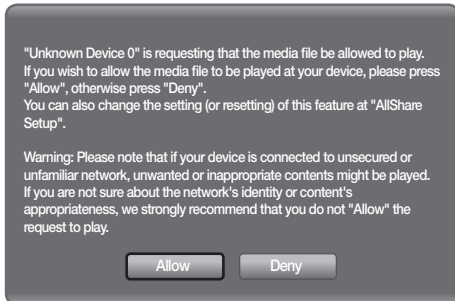 "Unknown Device 0" is requesting that the media file be allowed to play.
If you wish to allow the media file to be played at your device, please press
"Allow", otherwise press "Deny".
You can also change the setting (or resetting) of this feature at "AllShare
Setup".
Warning: Please note that if your device is connected to unsecured or
unfamiliar network, unwanted or inappropriate contents might be played.
If you are not sure about the network's identity or content's
appropriateness, we strongly recommend that you do not "Allow" the
request to play.
Allow
Deny